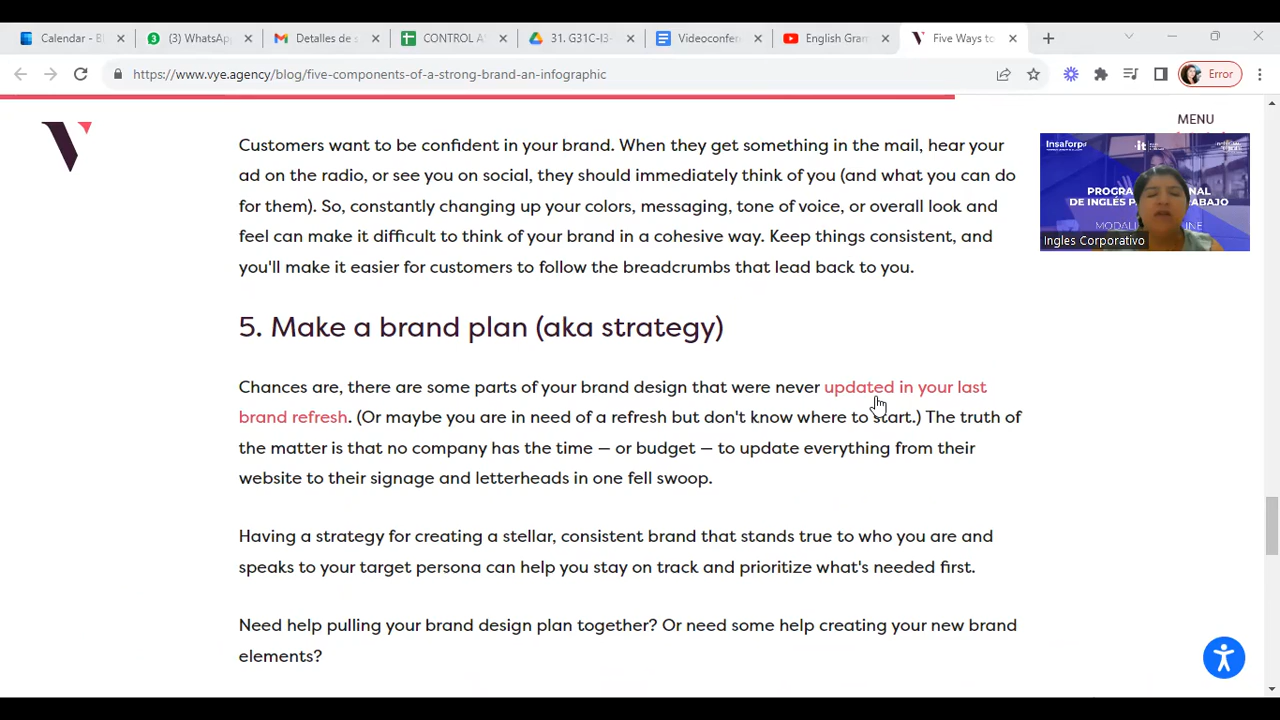 Calendar - B
(3) WhatsAp
Detalles de s
CONTROL A
31. G31C-I3-
Videoconfer
English Gran
Five Ways to
https://www.vye.agency/blog/five-components-of-a-strong-brand-an-infographic
Error
MENU
Customers want to be confident in your brand. When they get something in the mail, hear your
ad on the radio, or see you on social, they should immediately think of you (and what you can do
for them). So, constantly changing up your colors, messaging, tone of voice, or overall look and
feel can make it difficult to think of your brand in a cohesive way. Keep things consistent, and
you'll make it easier for customers to follow the breadcrumbs that lead back to you.
Insaforp
·it
PROGRA NAL
DE INGLÉS P BAJO
MODALI INE
Ingles Corporativo
5. Make a brand plan (aka strategy)
Chances are, there are some parts of your brand design that were never updated in your last
brand refresh. (Or maybe you are in need of a refresh but don't know where to start.) The truth of
the matter is that no company has the time – or budget – to update everything from their
website to their signage and letterheads in one fell swoop.
Having a strategy for creating a stellar, consistent brand that stands true to who you are and
speaks to your target persona can help you stay on track and prioritize what's needed first.
Need help pulling your brand design plan together? Or need some help creating your new brand
elements?